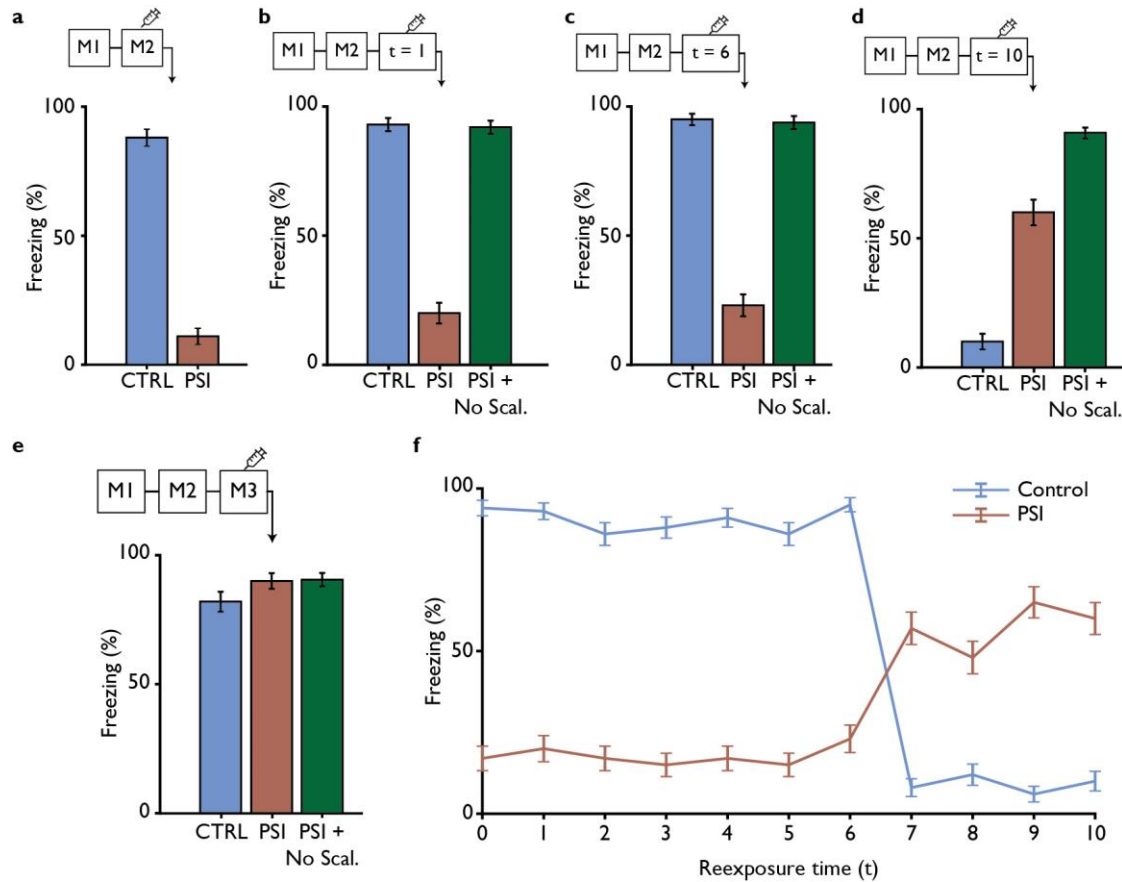 a
M1 M2
Freezing (%)
100
50
0
CTRL PSI
b
M1 M2 t = 1
Freezing (%)
100
50
0
CTRL PSI PSI +
No Scal.
c
M1 M2 t = 6
Freezing (%)
100
50
0
CTRL PSI PSI +
No Scal.
d
M1 M2 t = 10
Freezing (%)
100
50
0
CTRL PSI PSI +
No Scal.
e
M1 M2 M3
Freezing (%)
100
50
0
CTRL PSI PSI +
No Scal.
f
Control
PSI
Freezing (%)
100
50
0
0 1 2 3 4 5 6 7 8 9 10
Reexposure time (t)